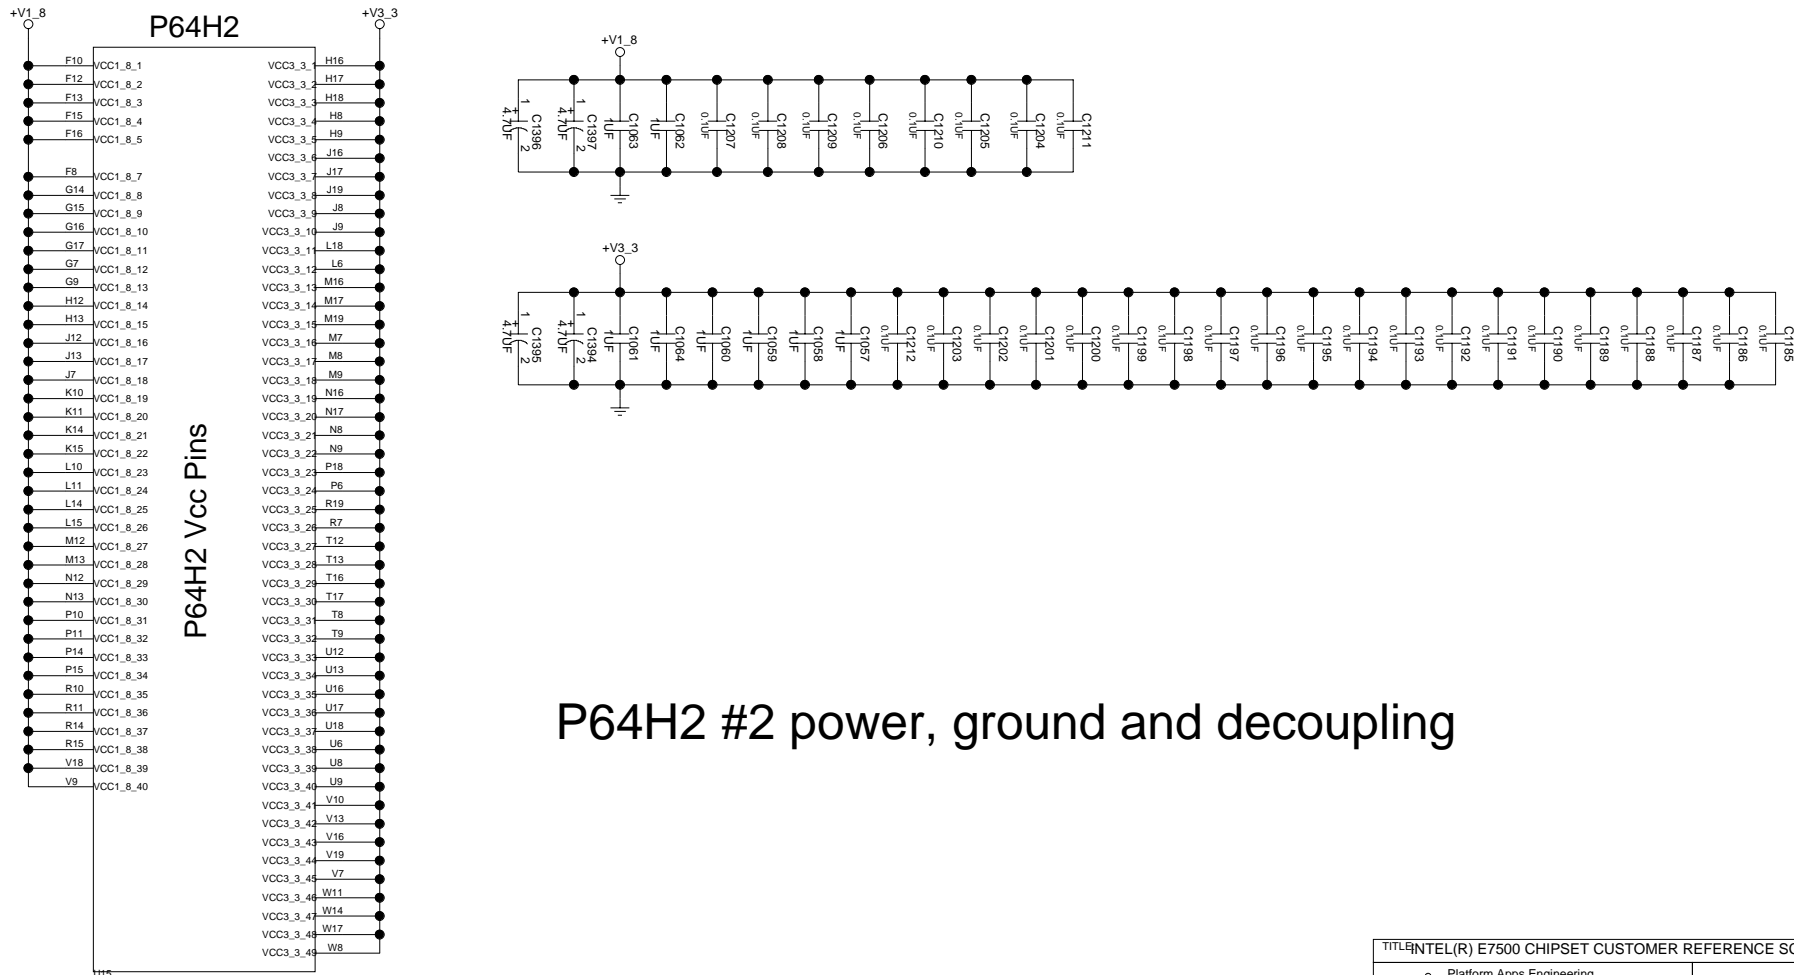 +V1_8
P64H2
+V3_3
F10 VCC1_8_1
F12 VCC1_8_2
F13 VCC1_8_3
F15 VCC1_8_4
F16 VCC1_8_5
F8 VCC1_8_7
G14 VCC1_8_8
G15 VCC1_8_9
G16 VCC1_8_10
G17 VCC1_8_11
G7 VCC1_8_12
G9 VCC1_8_13
H12 VCC1_8_14
H13 VCC1_8_15
J12 VCC1_8_16
J13 VCC1_8_17
J7 VCC1_8_18
K10 VCC1_8_19
K11 VCC1_8_20
K14 VCC1_8_21
K15 VCC1_8_22
L10 VCC1_8_23
L11 VCC1_8_24
L14 VCC1_8_25
L15 VCC1_8_26
M12 VCC1_8_27
M13 VCC1_8_28
N12 VCC1_8_29
N13 VCC1_8_30
P10 VCC1_8_31
P11 VCC1_8_32
P14 VCC1_8_33
P15 VCC1_8_34
R10 VCC1_8_35
R11 VCC1_8_36
R14 VCC1_8_37
R15 VCC1_8_38
V18 VCC1_8_39
V9 VCC1_8_40
P64H2 Vcc Pins
VCC3_3_1 H16
VCC3_3_2 H17
VCC3_3_3 H18
VCC3_3_4 H8
VCC3_3_5 H9
VCC3_3_6 J16
VCC3_3_7 J17
VCC3_3_8 J19
VCC3_3_9 J8
VCC3_3_10 J9
VCC3_3_11 L18
VCC3_3_12 L6
VCC3_3_13 M16
VCC3_3_14 M17
VCC3_3_15 M19
VCC3_3_16 M7
VCC3_3_17 M8
VCC3_3_18 M9
VCC3_3_19 N16
VCC3_3_20 N17
VCC3_3_21 N8
VCC3_3_22 N9
VCC3_3_23 P18
VCC3_3_24 P6
VCC3_3_25 R19
VCC3_3_26 R7
VCC3_3_27 T12
VCC3_3_28 T13
VCC3_3_29 T16
VCC3_3_30 T17
VCC3_3_31 T8
VCC3_3_32 T9
VCC3_3_33 U12
VCC3_3_34 U13
VCC3_3_35 U16
VCC3_3_36 U17
VCC3_3_37 U18
VCC3_3_38 U6
VCC3_3_39 U8
VCC3_3_40 U9
VCC3_3_41 V10
VCC3_3_42 V13
VCC3_3_43 V16
VCC3_3_44 V19
VCC3_3_45 V7
VCC3_3_46 W11
VCC3_3_47 W14
VCC3_3_48 W17
VCC3_3_49 W8
U15
+V1_8
1 + 2 C1396 4.7UF
1 + 2 C1397 4.7UF
C1063 1UF
C1062 1UF
C1207 0.1UF
C1208 0.1UF
C1209 0.1UF
C1206 0.1UF
C1210 0.1UF
C1205 0.1UF
C1204 0.1UF
C1211 0.1UF
+V3_3
1 + 2 C1395 4.7UF
1 + 2 C1394 4.7UF
C1061 1UF
C1064 1UF
C1060 1UF
C1059 1UF
C1058 1UF
C1057 1UF
C1212 0.1UF
C1203 0.1UF
C1202 0.1UF
C1201 0.1UF
C1200 0.1UF
C1199 0.1UF
C1198 0.1UF
C1197 0.1UF
C1196 0.1UF
C1195 0.1UF
C1194 0.1UF
C1193 0.1UF
C1192 0.1UF
C1191 0.1UF
C1190 0.1UF
C1189 0.1UF
C1188 0.1UF
C1187 0.1UF
C1186 0.1UF
C1185 0.1UF
P64H2 #2 power, ground and decoupling
TITLE INTEL(R) E7500 CHIPSET CUSTOMER REFERENCE
Platform Apps Engineering